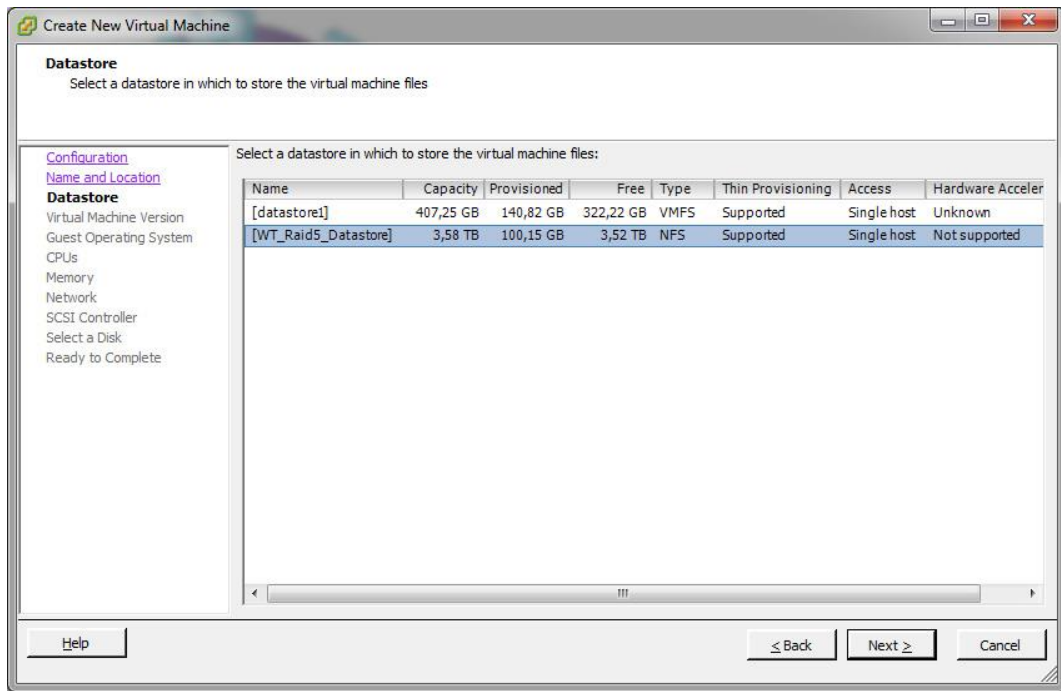 Create New Virtual Machine
Datastore
Select a datastore in which to store the virtual machine files
Configuration
Name and Location
Datastore
Virtual Machine Version
Guest Operating System
CPUs
Memory
Network
SCSI Controller
Select a Disk
Ready to Complete
Select a datastore in which to store the virtual machine files:
Name Capacity Provisioned Free Type Thin Provisioning Access Hardware Acceler
[datastore1] 407,25 GB 140,82 GB 322,22 GB VMFS Supported Single host Unknown
[WT_Raid5_Datastore] 3,58 TB 100,15 GB 3,52 TB NFS Supported Single host Not supported
Help
< Back Next > Cancel